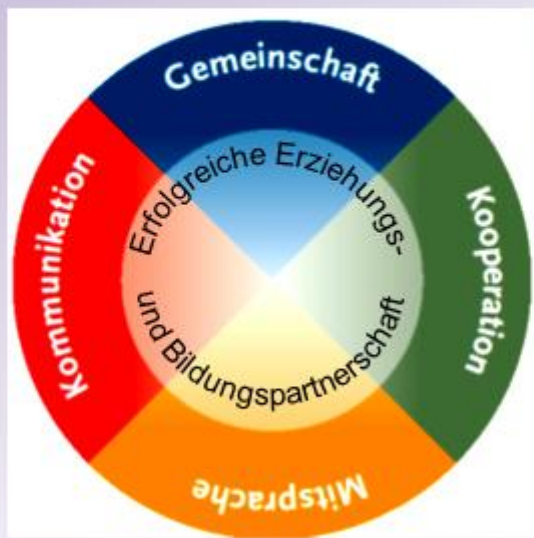 Gemeinschaft
Kooperation
Mitsprache
Kommunikation
Erfolgreiche Erziehungs-
und Bildungspartnerschaft